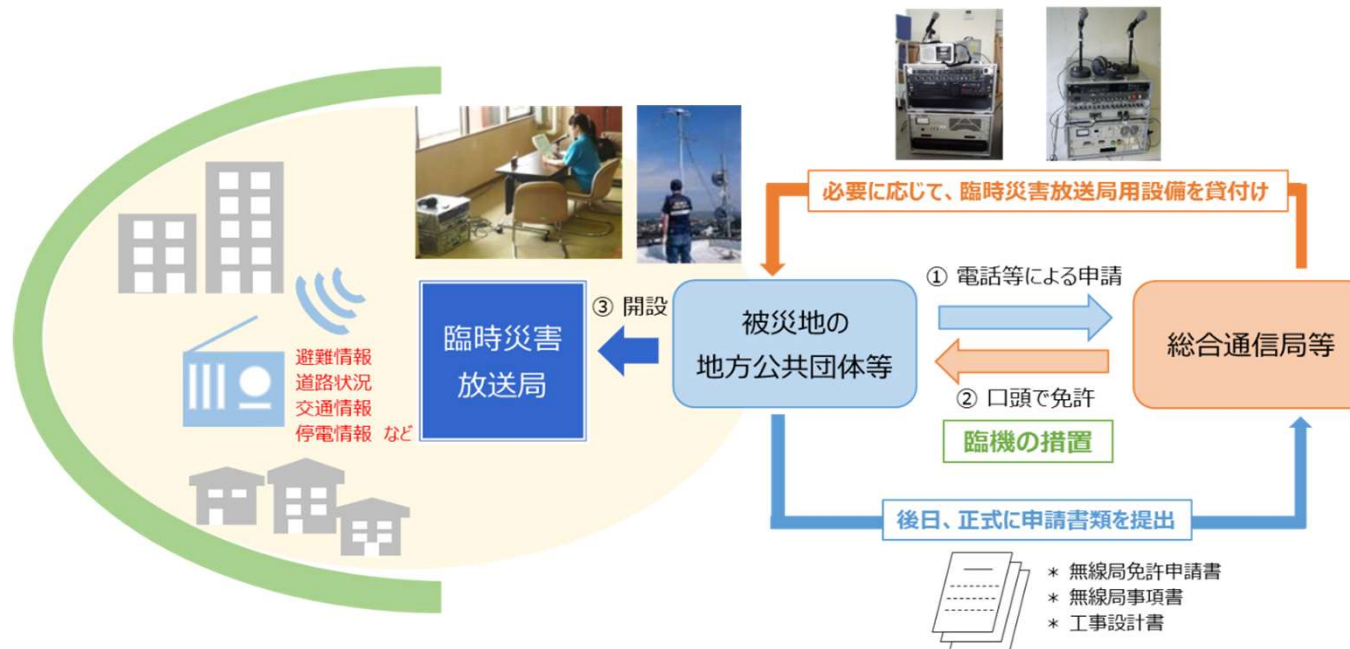 必要に応じて、臨時災害放送局用設備を貸付け
① 電話等による申請
③ 開設
被災地の
地方公共団体等
総合通信局等
臨時災害
放送局
② 口頭で免許
臨機の措置
避難情報
道路状況
交通情報
停電情報 など
後日、正式に申請書類を提出
* 無線局免許申請書
* 無線局事項書
* 工事設計書